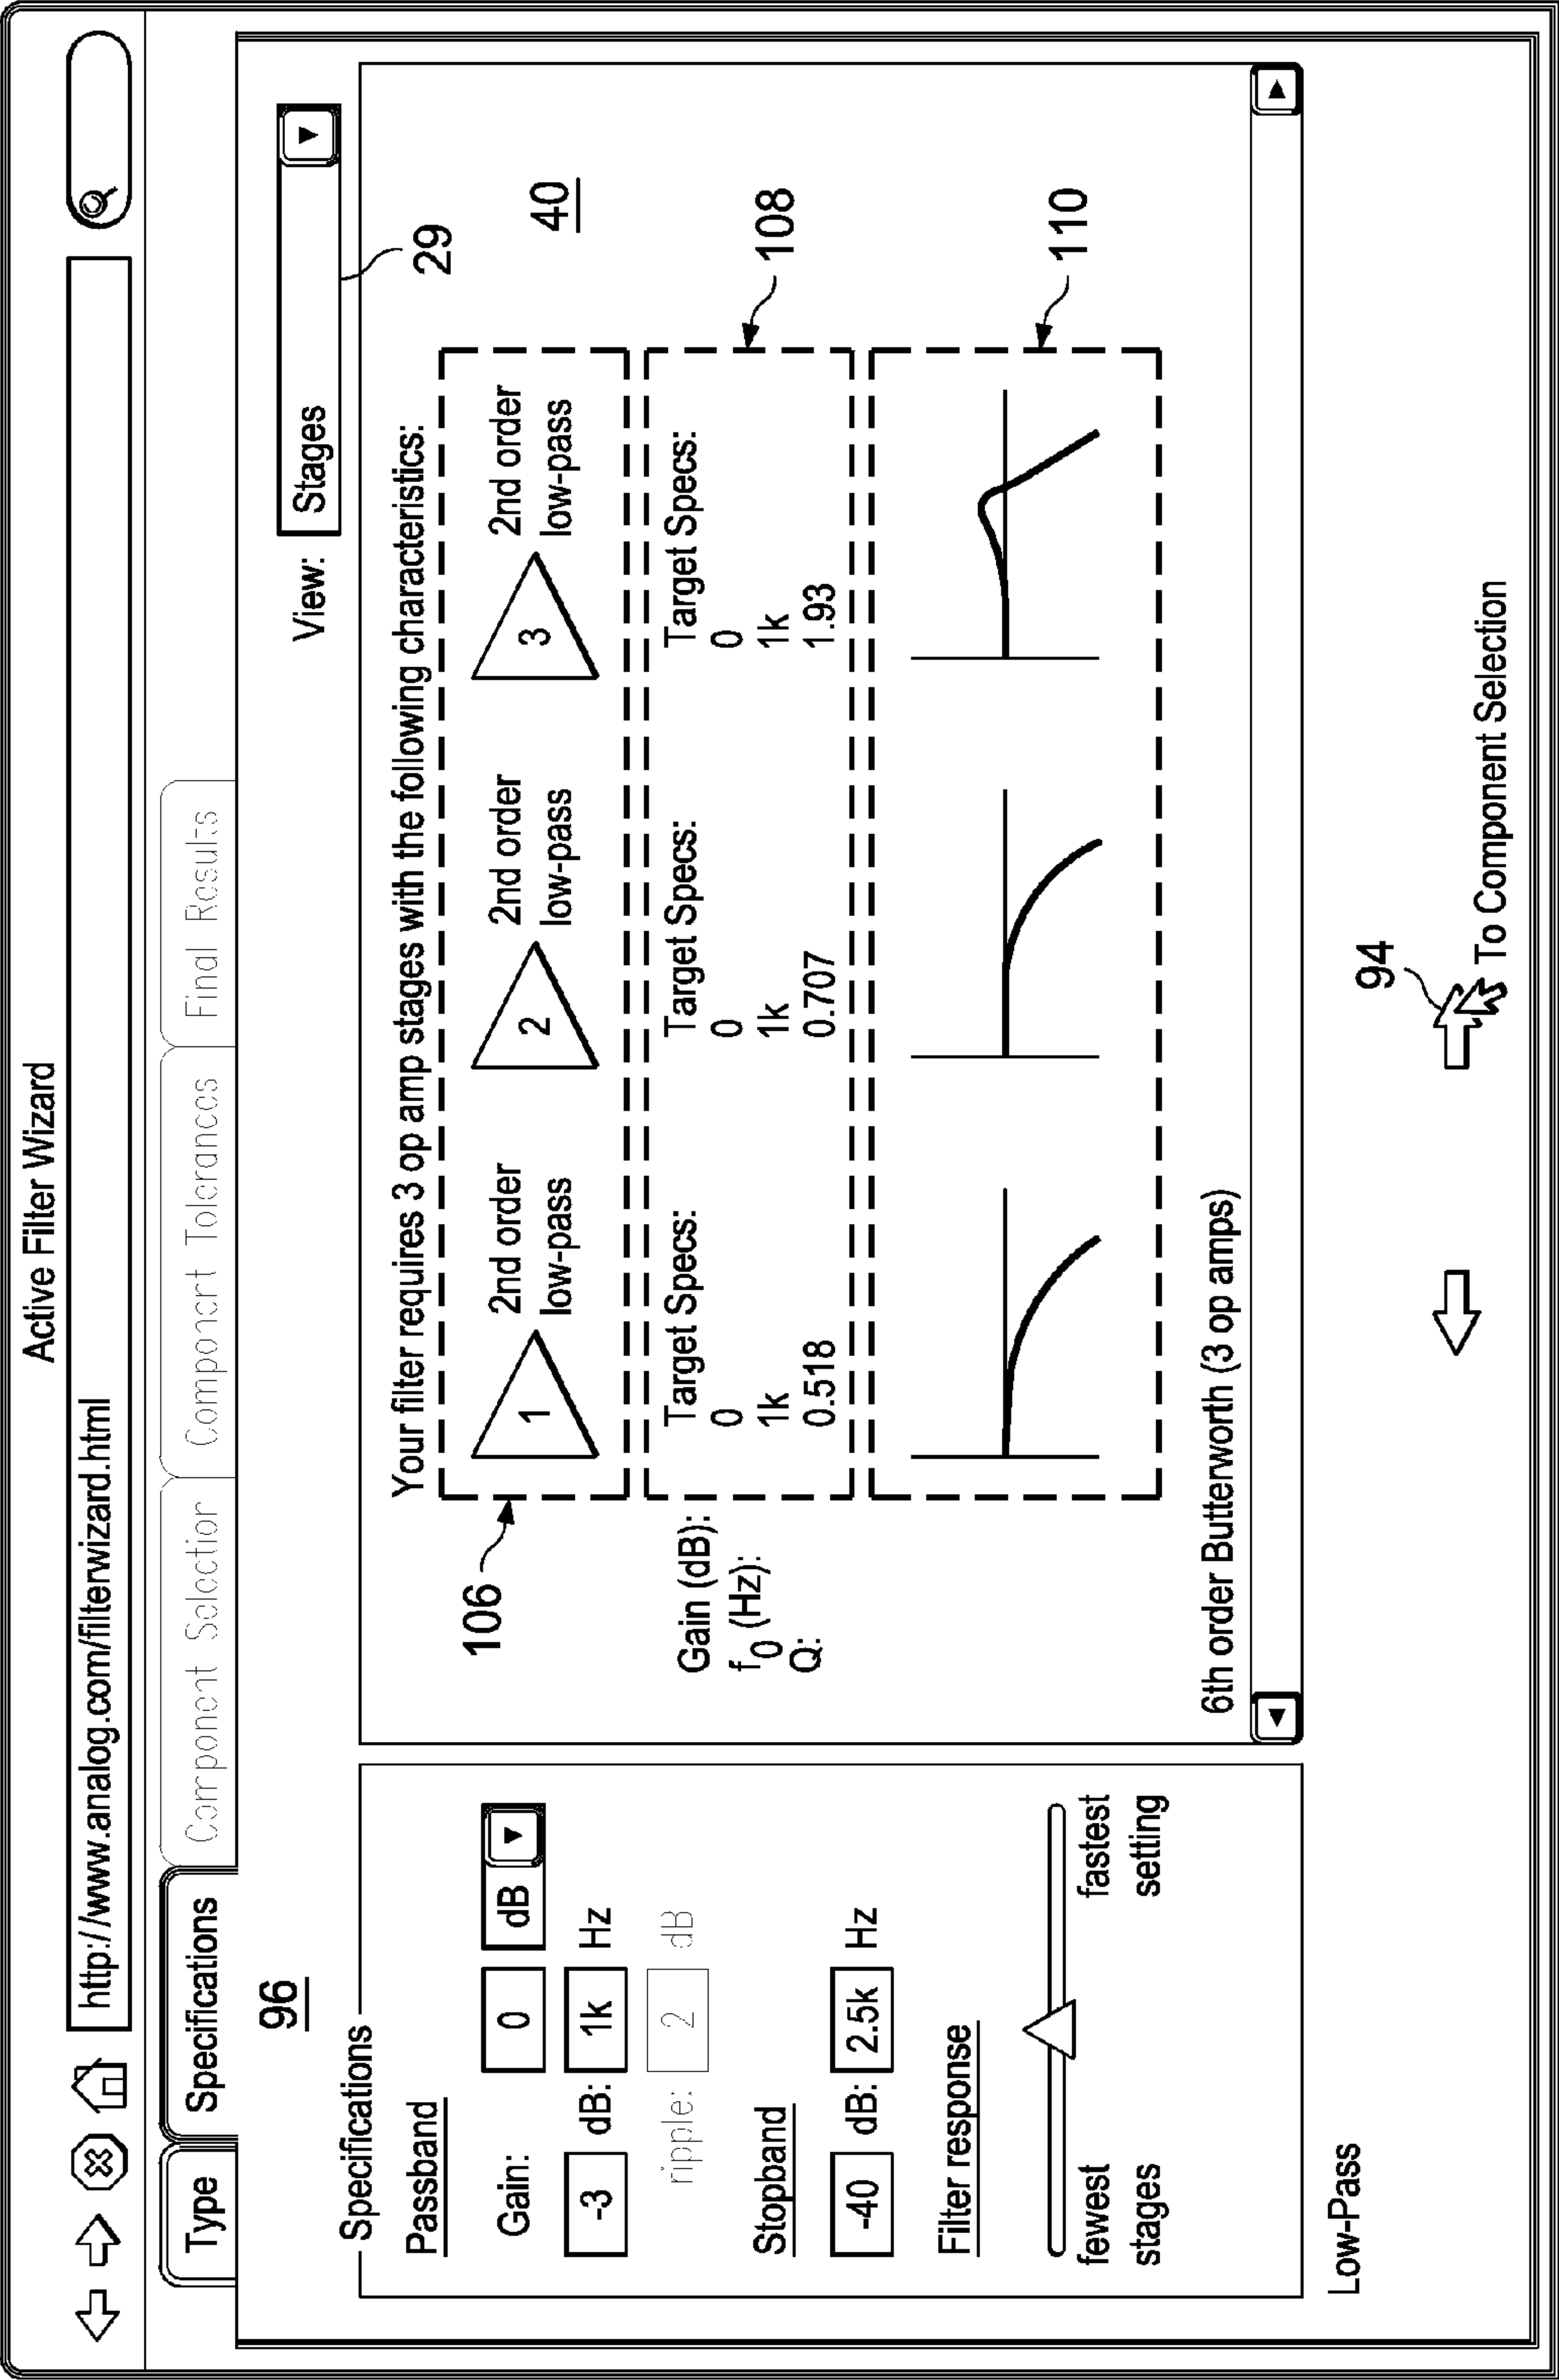 Active Filter Wizard
http://www.analog.com/filterwizard.html
Type
Specifications
Component Selection
Component Tolerances
Final Results
96
View:
Stages
29
Specifications
Passband
Gain:
0
dB
-3
dB:
1k
Hz
ripple:
2
dB
Stopband
-40
dB:
2.5k
Hz
Filter response
fewest
stages
fastest
setting
Low-Pass
40
Your filter requires 3 op amp stages with the following characteristics:
106
1
2nd order
low-pass
2
2nd order
low-pass
3
2nd order
low-pass
108
Gain (dB):
f0 (Hz):
Q:
Target Specs:
0
1k
0.518
Target Specs:
0
1k
0.707
Target Specs:
0
1k
1.93
110
6th order Butterworth (3 op amps)
94
To Component Selection